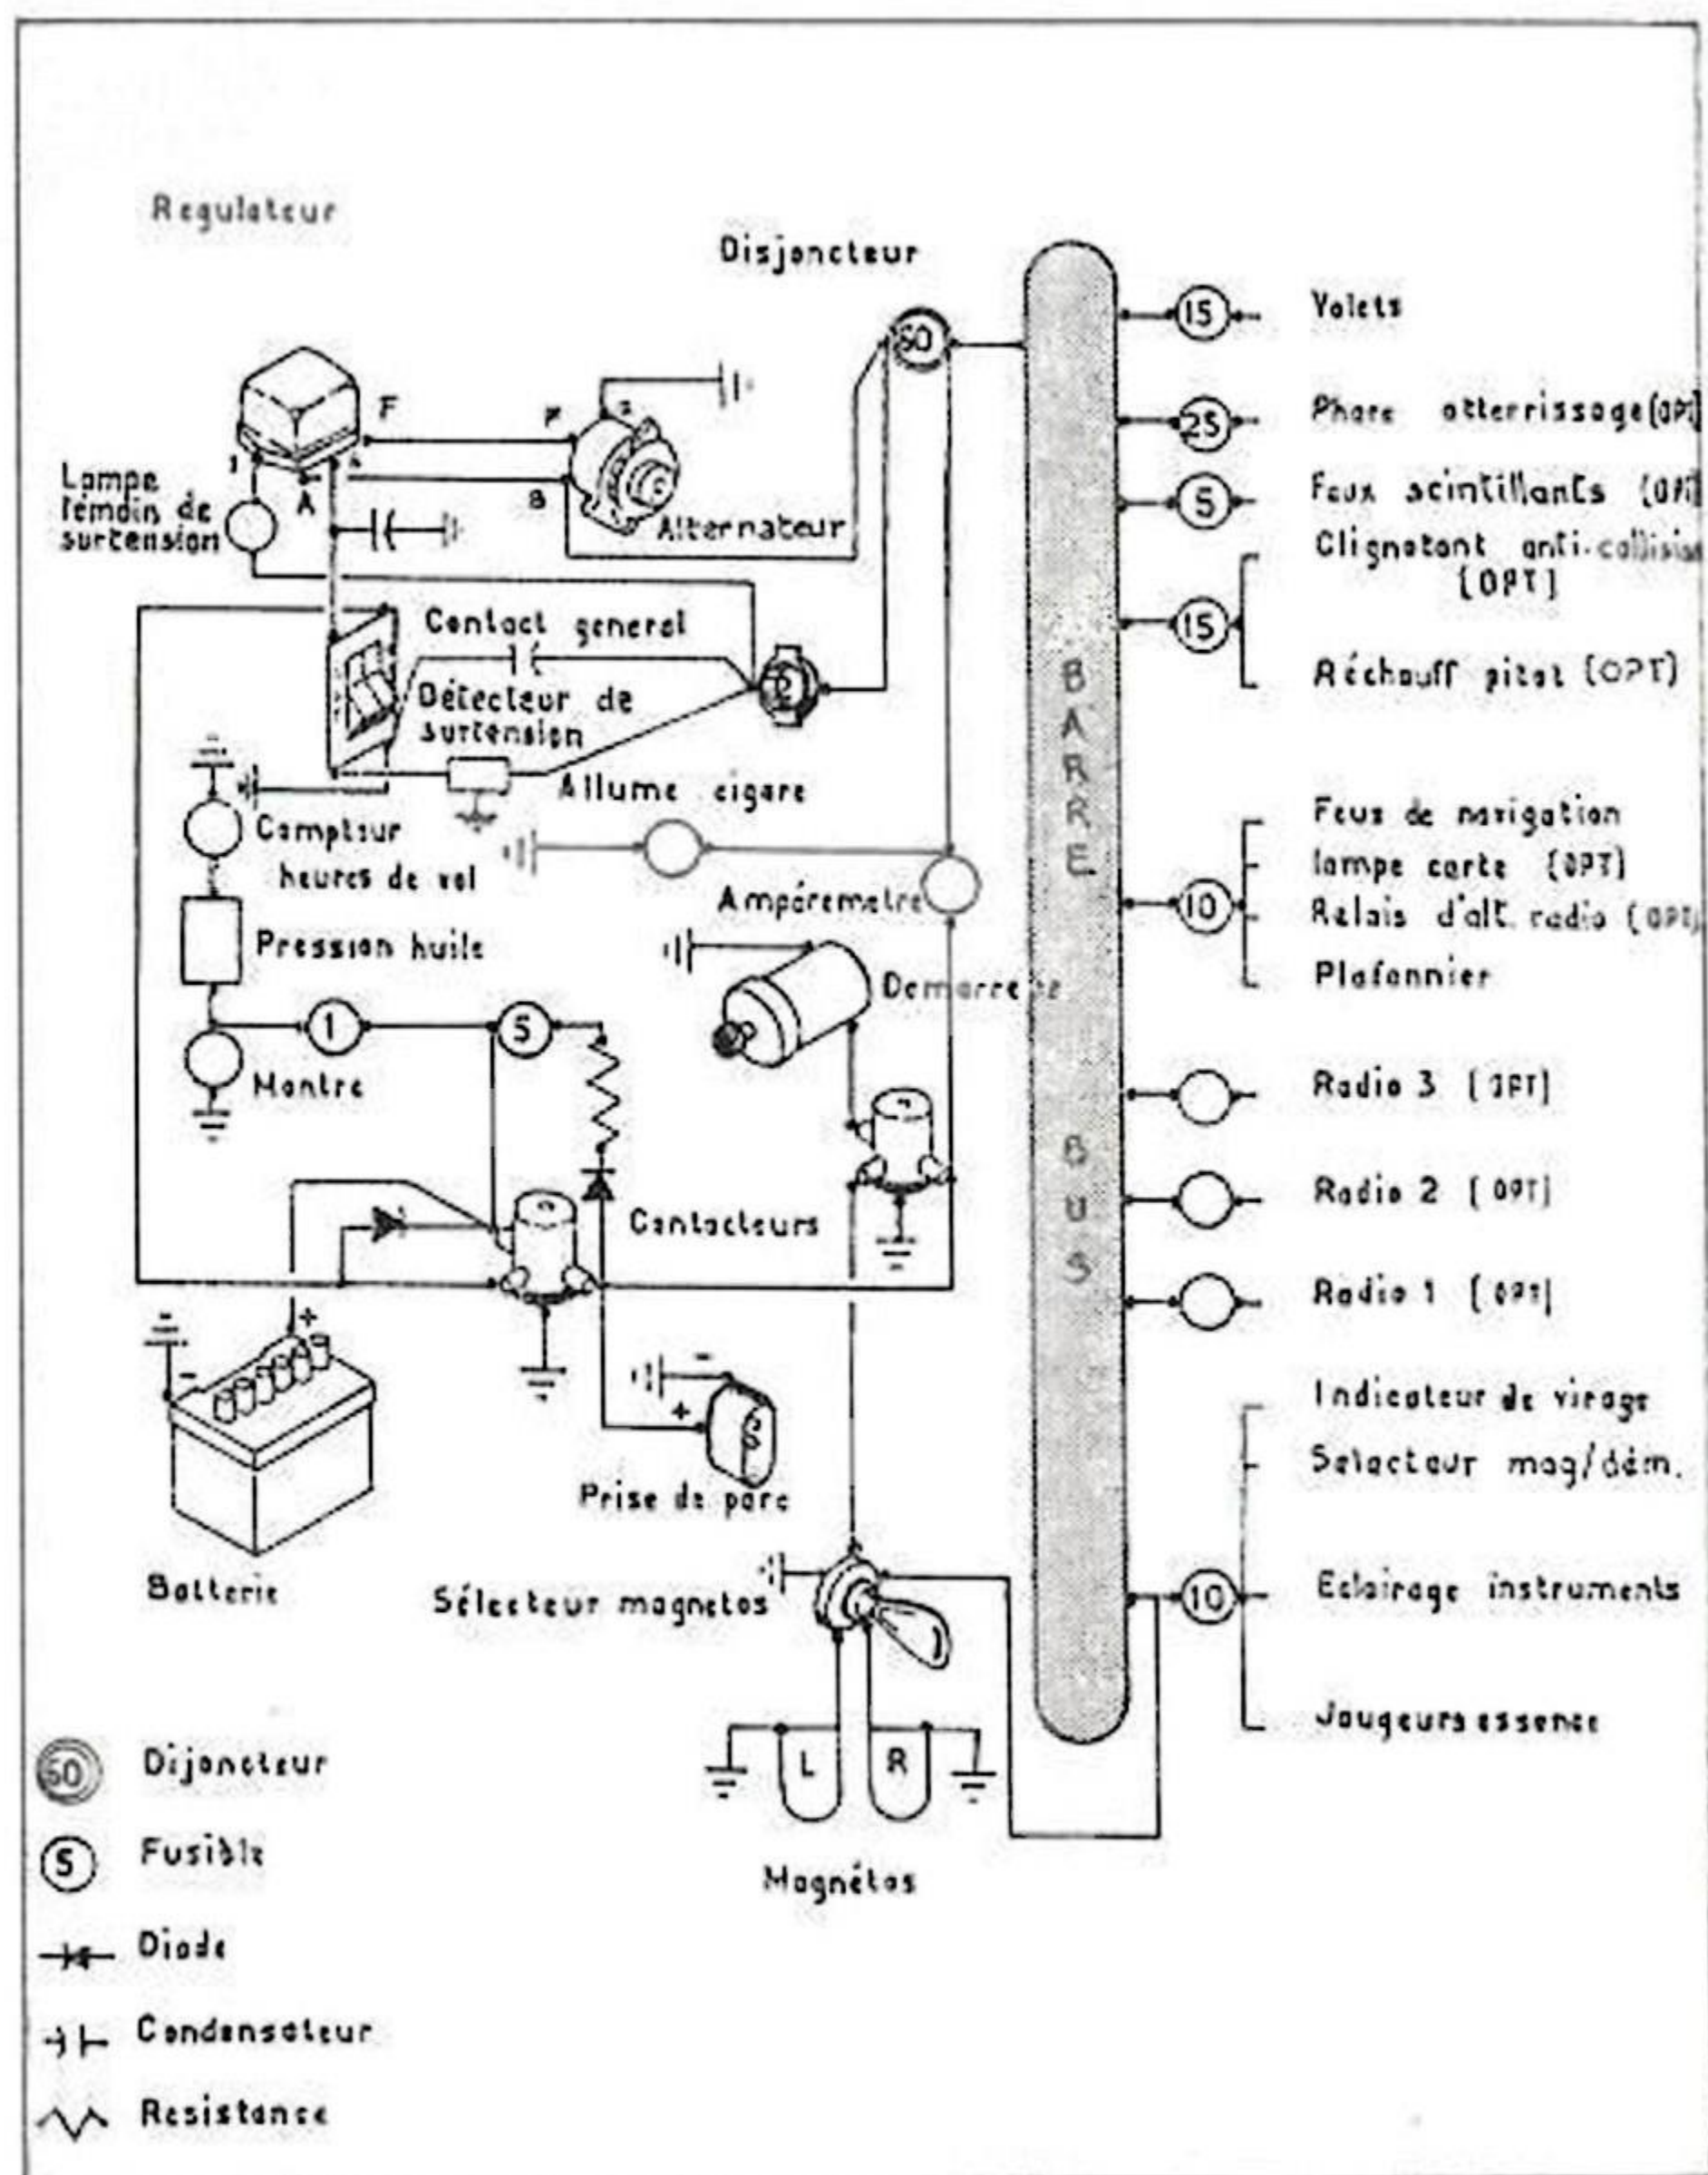 Regulateur
Disjoncteur
60
15
Volets
F
F
25
Phare atterrissage (OPT)
Lampe
témoin de
surtension
A
B
Alternateur
5
Feux scintillants (OPT)
Clignotant anti-collision
(OPT)
15
Contact general
Réchauff pitot (OPT)
Détecteur de
surtension
2
BARRE
BUS
Allume cigare
Feux de navigation
Compteur
heures de vol
lampe carte (OPT)
Ampéremetre
10
Relais d'alt. radio (OPT)
Pression huile
Plafonnier
Demarreur
1
5
Montre
Radio 3 (OPT)
Radio 2 (OPT)
Contacteurs
Radio 1 (OPT)
+
-
-
+
Indicateur de virage
Selecteur mag/dém.
Prise de parc
Batterie
Sélecteur magnetos
10
Eclairage instruments
Jaugeurs essence
L
R
60
Dijoncteur
5
Fusible
Magnétos
Diode
Condensateur
Resistance